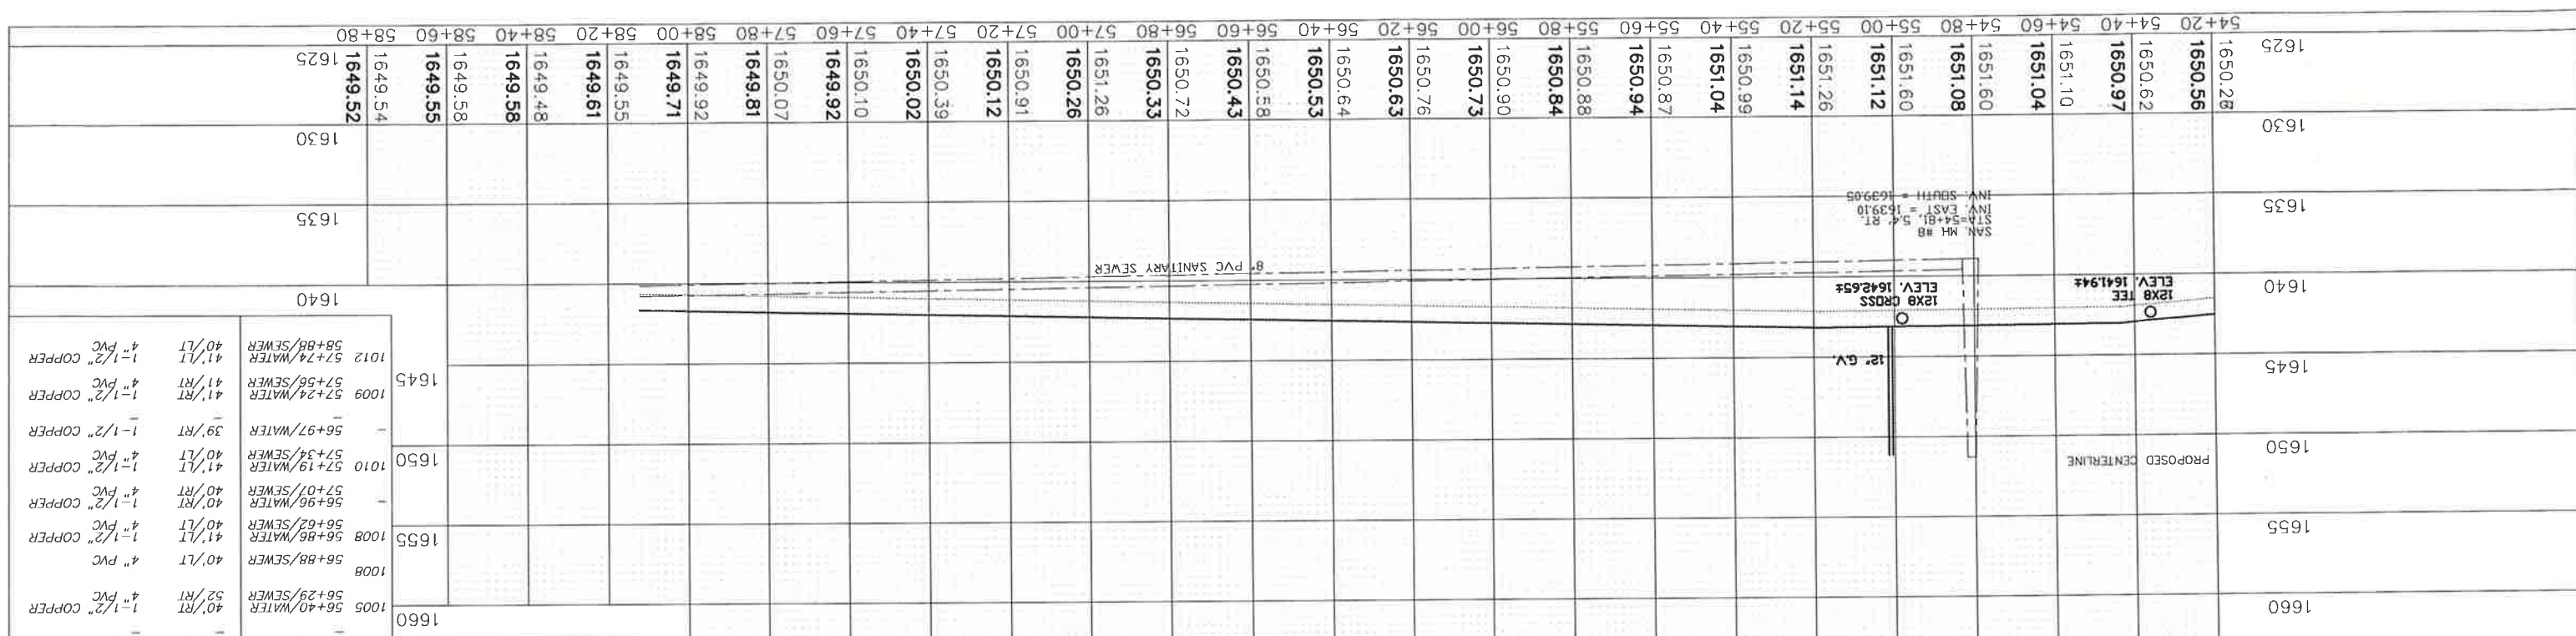 1660
1655
PROPOSED CENTERLINE
1650
1645
1640
1635
1630
1625
12" G.V.
12X8 TEE
ELEV. 1641.94±
12X8 CROSS
ELEV. 1642.65±
SAN. MH #8
STA=54+81, 5.4' RT.
INV. EAST = 1639.10
INV. SOUTH = 1639.05
8" PVC SANITARY SEWER
1660
1655
1650
1645
1640
1635
1630
1625
– –
1005 56+40/WATER 40'/RT 1-1/2" COPPER
56+29/SEWER 52'/RT 4" PVC
1008
56+88/SEWER 40'/LT 4" PVC
1008 56+86/WATER 41'/LT 1-1/2" COPPER
56+62/SEWER 40'/LT 4" PVC
– 56+96/WATER 40'/RT 1-1/2" COPPER
57+07/SEWER 40'/RT 4" PVC
1010 57+19/WATER 41'/LT 1-1/2" COPPER
57+34/SEWER 40'/LT 4" PVC
– 56+97/WATER 39'/RT 1-1/2" COPPER
– – –
1009 57+24/WATER 41'/RT 1-1/2" COPPER
57+56/SEWER 41'/RT 4" PVC
1012 57+74/WATER 41'/LT 1-1/2" COPPER
58+88/SEWER 40'/LT 4" PVC
1650.28
1650.56
1650.62
1650.97
1651.10
1651.04
1651.60
1651.08
1651.60
1651.12
1651.26
1651.14
1650.99
1651.04
1650.87
1650.94
1650.88
1650.84
1650.90
1650.73
1650.76
1650.63
1650.64
1650.53
1650.58
1650.43
1650.72
1650.33
1651.26
1650.26
1650.91
1650.12
1650.39
1650.02
1650.10
1649.92
1650.07
1649.81
1649.92
1649.71
1649.55
1649.61
1649.48
1649.58
1649.58
1649.55
1649.54
1649.52
54+20 54+40 54+60 54+80 55+00 55+20 55+40 55+60 55+80 56+00 56+20 56+40 56+60 56+80 57+00 57+20 57+40 57+60 57+80 58+00 58+20 58+40 58+60 58+80